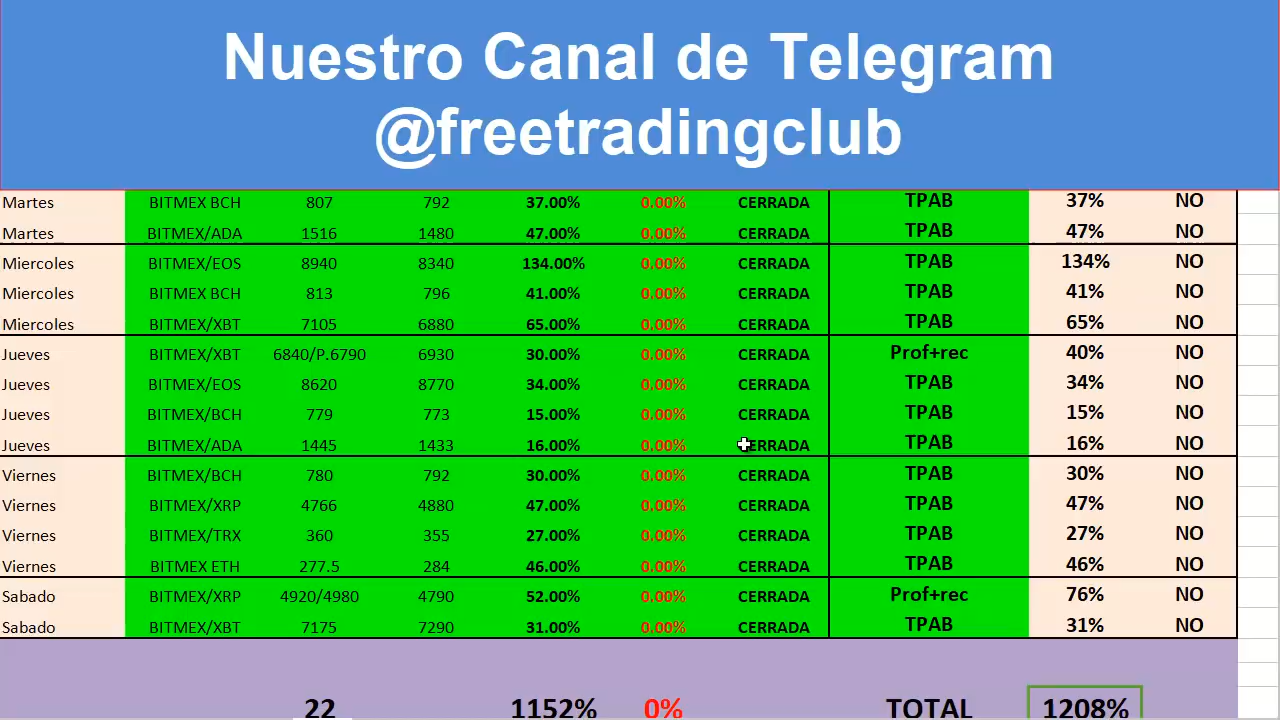 Nuestro Canal de Telegram
@freetradingclub
Martes BITMEX BCH 807 792 37.00% 0.00% CERRADA TPAB 37% NO
Martes BITMEX/ADA 1516 1480 47.00% 0.00% CERRADA TPAB 47% NO
Miercoles BITMEX/EOS 8940 8340 134.00% 0.00% CERRADA TPAB 134% NO
Miercoles BITMEX BCH 813 796 41.00% 0.00% CERRADA TPAB 41% NO
Miercoles BITMEX/XBT 7105 6880 65.00% 0.00% CERRADA TPAB 65% NO
Jueves BITMEX/XBT 6840/P.6790 6930 30.00% 0.00% CERRADA Prof+rec 40% NO
Jueves BITMEX/EOS 8620 8770 34.00% 0.00% CERRADA TPAB 34% NO
Jueves BITMEX/BCH 779 773 15.00% 0.00% CERRADA TPAB 15% NO
Jueves BITMEX/ADA 1445 1433 16.00% 0.00% CERRADA TPAB 16% NO
Viernes BITMEX/BCH 780 792 30.00% 0.00% CERRADA TPAB 30% NO
Viernes BITMEX/XRP 4766 4880 47.00% 0.00% CERRADA TPAB 47% NO
Viernes BITMEX/TRX 360 355 27.00% 0.00% CERRADA TPAB 27% NO
Viernes BITMEX ETH 277.5 284 46.00% 0.00% CERRADA TPAB 46% NO
Sabado BITMEX/XRP 4920/4980 4790 52.00% 0.00% CERRADA Prof+rec 76% NO
Sabado BITMEX/XBT 7175 7290 31.00% 0.00% CERRADA TPAB 31% NO
22 1152% 0% TOTAL 1208%